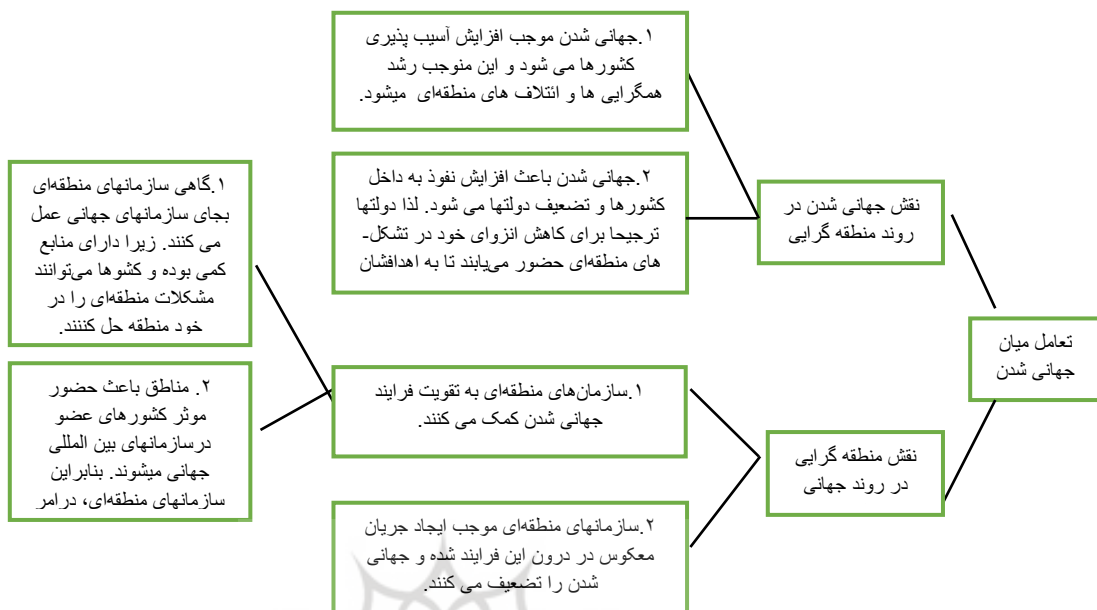 تعامل میان
جهانی شدن
نقش جهانی شدن در
روند منطقه گرایی
۱.جهانی شدن موجب افزایش آسیب پذیری
کشورها می شود و این منوجب رشد
همگرایی ها و ائتلاف های منطقه‌ای میشود.
۲.جهانی شدن باعث افزایش نفوذ به داخل
کشورها و تضعیف دولتها می شود. لذا دولتها
ترجیحا برای کاهش انزوای خود در تشکل-
های منطقه‌ای حضور می‌یابند تا به اهدافشان
نقش منطقه گرایی
در روند جهانی
۱.سازمان‌های منطقه‌ای به تقویت فرایند
جهانی شدن کمک می کنند.
۱.گاهی سازمانهای منطقه‌ای
بجای سازمانهای جهانی عمل
می کنند. زیرا دارای منابع
کمی بوده و کشوها می‌توانند
مشکلات منطقه‌ای را در
خود منطقه حل کننند.
۲. مناطق باعث حضور
موثر کشورهای عضو
درسازمانهای بین المللی
جهانی میشوند. بنابراین
سازمانهای منطقه‌ای، درامر
۲.سازمانهای منطقه‌ای موجب ایجاد جریان
معکوس در درون این فرایند شده و جهانی
شدن را تضعیف می کنند.